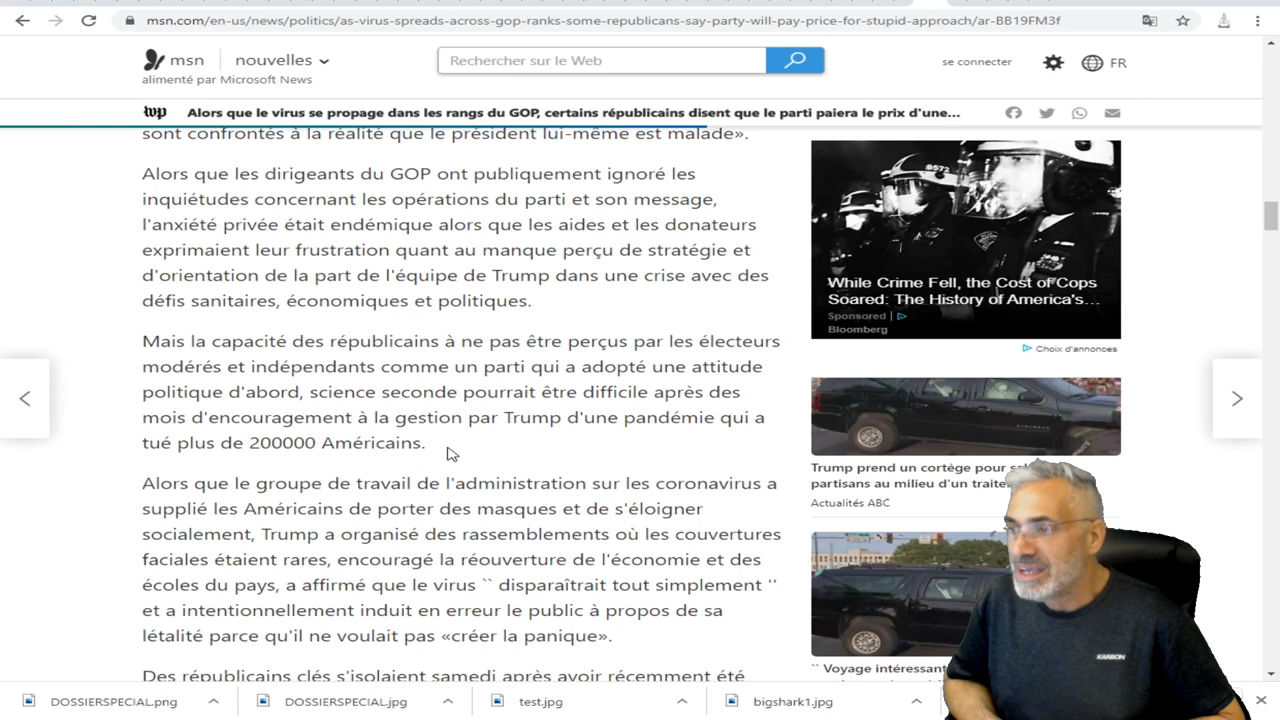 msn.com/en-us/news/politics/as-virus-spreads-across-gop-ranks-some-republicans-say-party-will-pay-price-for-stupid-approach/ar-BB19FM3f
msn nouvelles
alimenté par Microsoft News
Rechercher sur le Web
se connecter
FR
wp Alors que le virus se propage dans les rangs du GOP, certains républicains disent que le parti paiera le prix d'une...
sont confrontés à la réalité que le président lui-même est malade».
Alors que les dirigeants du GOP ont publiquement ignoré les
inquiétudes concernant les opérations du parti et son message,
l'anxiété privée était endémique alors que les aides et les donateurs
exprimaient leur frustration quant au manque perçu de stratégie et
d'orientation de la part de l'équipe de Trump dans une crise avec des
défis sanitaires, économiques et politiques.
Mais la capacité des républicains à ne pas être perçus par les électeurs
modérés et indépendants comme un parti qui a adopté une attitude
politique d'abord, science seconde pourrait être difficile après des
mois d'encouragement à la gestion par Trump d'une pandémie qui a
tué plus de 200000 Américains.
Alors que le groupe de travail de l'administration sur les coronavirus a
supplié les Américains de porter des masques et de s'éloigner
socialement, Trump a organisé des rassemblements où les couvertures
faciales étaient rares, encouragé la réouverture de l'économie et des
écoles du pays, a affirmé que le virus `` disparaîtrait tout simplement ''
et a intentionnellement induit en erreur le public à propos de sa
létalité parce qu'il ne voulait pas «créer la panique».
Des républicains clés s'isolaient samedi après avoir récemment été
8572
While Crime Fell, the Cost of Cops
Soared: The History of America's...
Sponsored
Bloomberg
Choix d'annonces
Trump prend un cortège pour
partisans au milieu d'un
Actualités ABC
`` Voyage
KARBON
DOSSIERSPECIAL.png
DOSSIERSPECIAL.jpg
test.jpg
bigshark1.jpg